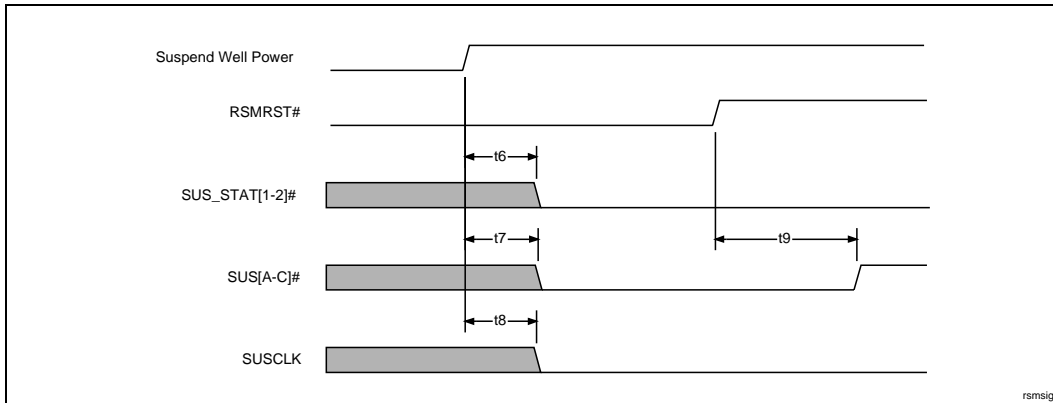 Suspend Well Power
RSMRST#
t6
SUS_STAT[1-2]#
t7
t9
SUS[A-C]#
t8
SUSCLK
rsmsig